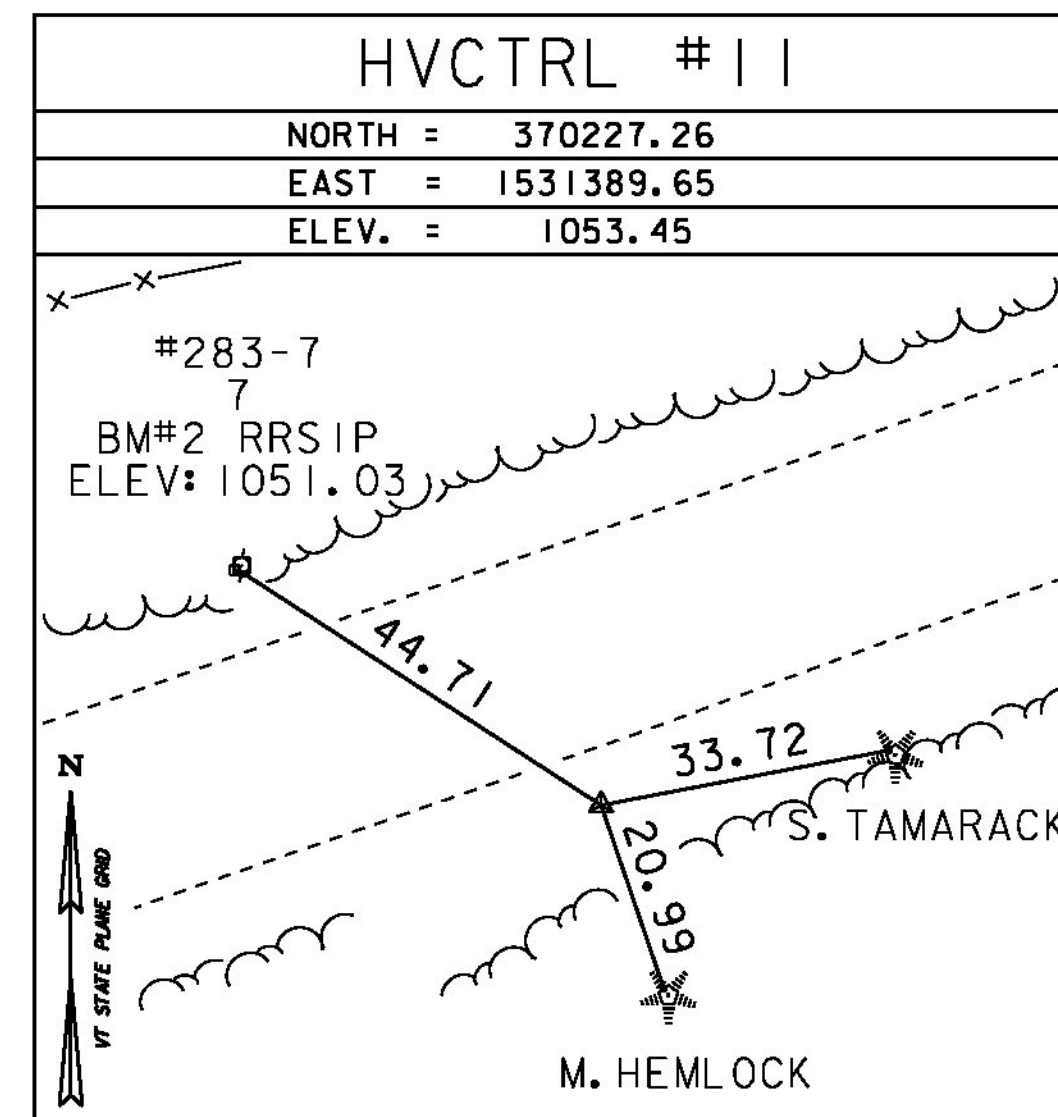 HVCTRL #11
NORTH = 370227.26
EAST = 1531389.65
ELEV. = 1053.45
#283-7
7
BM#2 RRSIP
ELEV: 1051.03
44.71
33.72
20.99
N
VT STATE PLANE GRID
S. TAMARACK
M. HEMLOCK